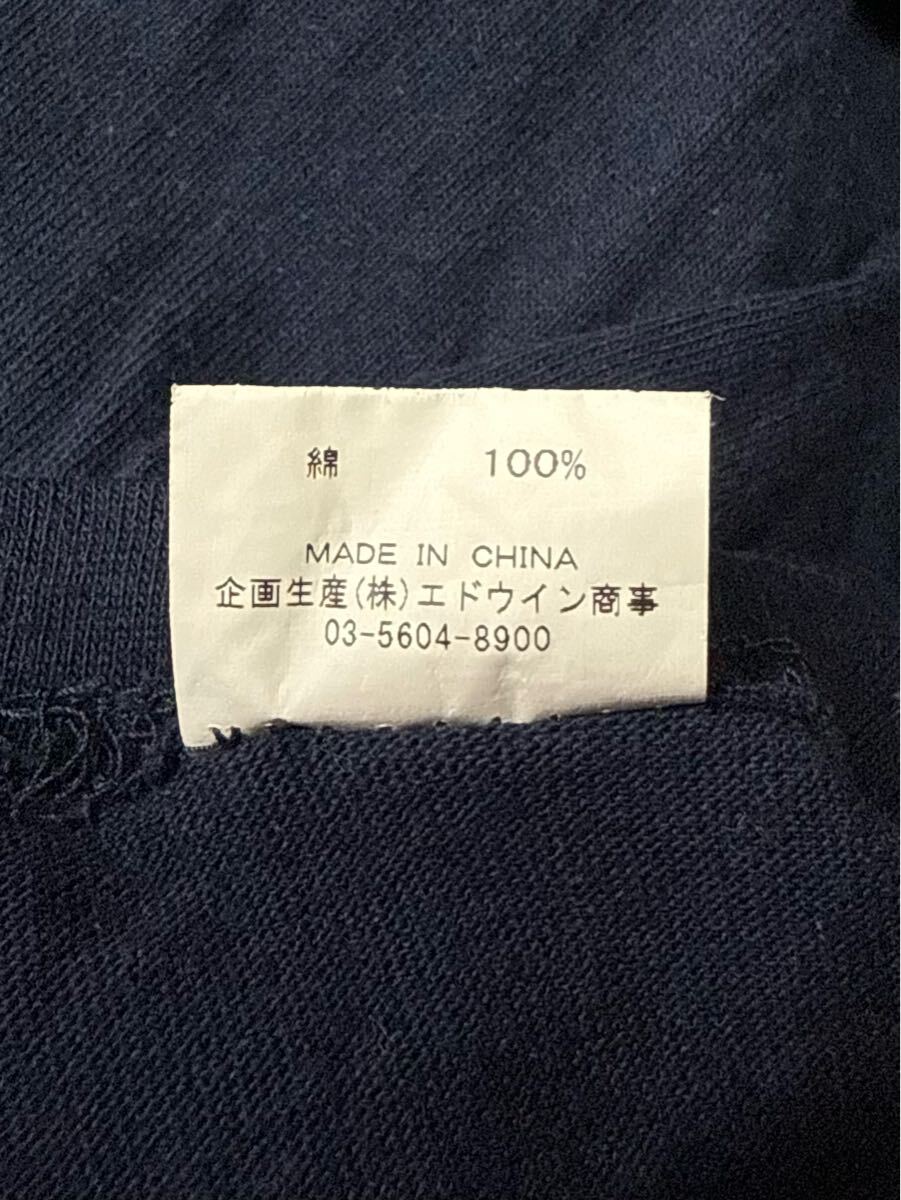 綿 100%
MADE IN CHINA
企画生産(株)エドウイン商事
03-5604-8900